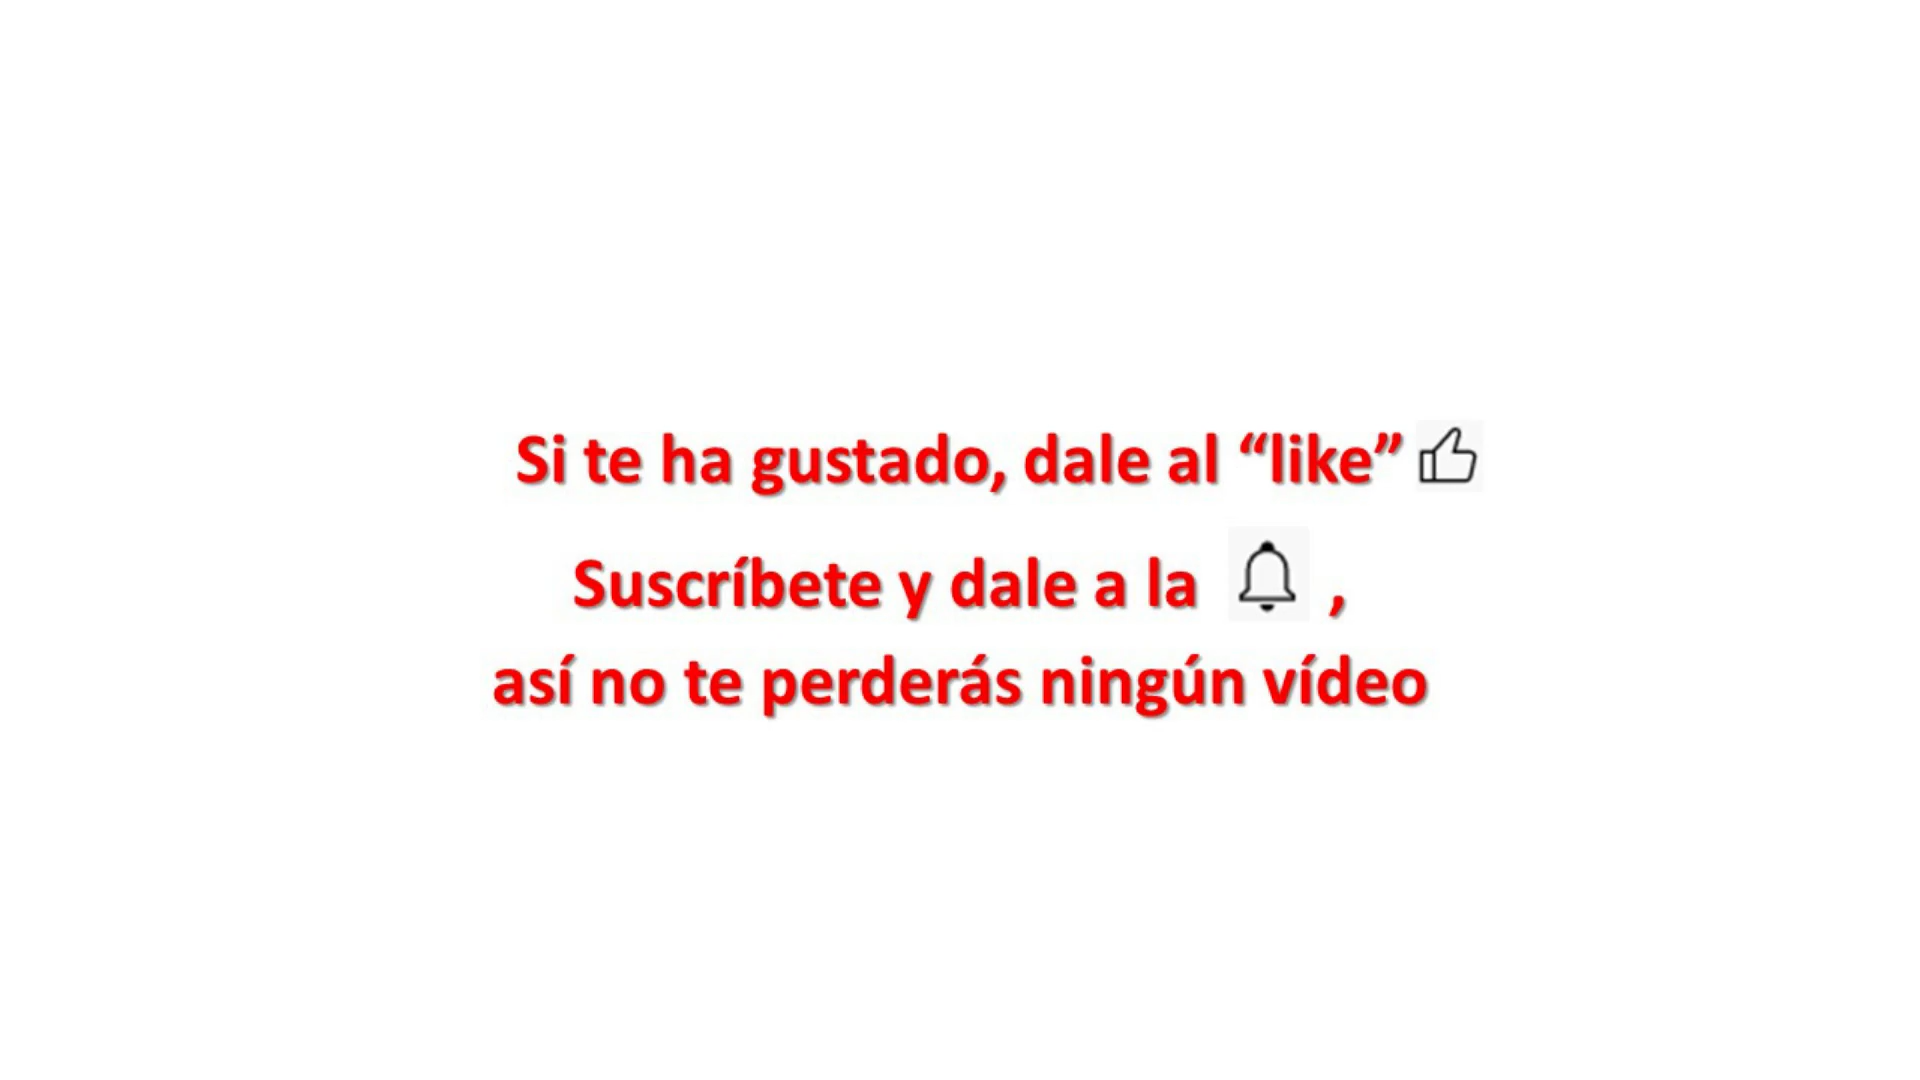 Si te ha gustado, dale al “like”
Suscríbete y dale a la ,
así no te perderás ningún vídeo